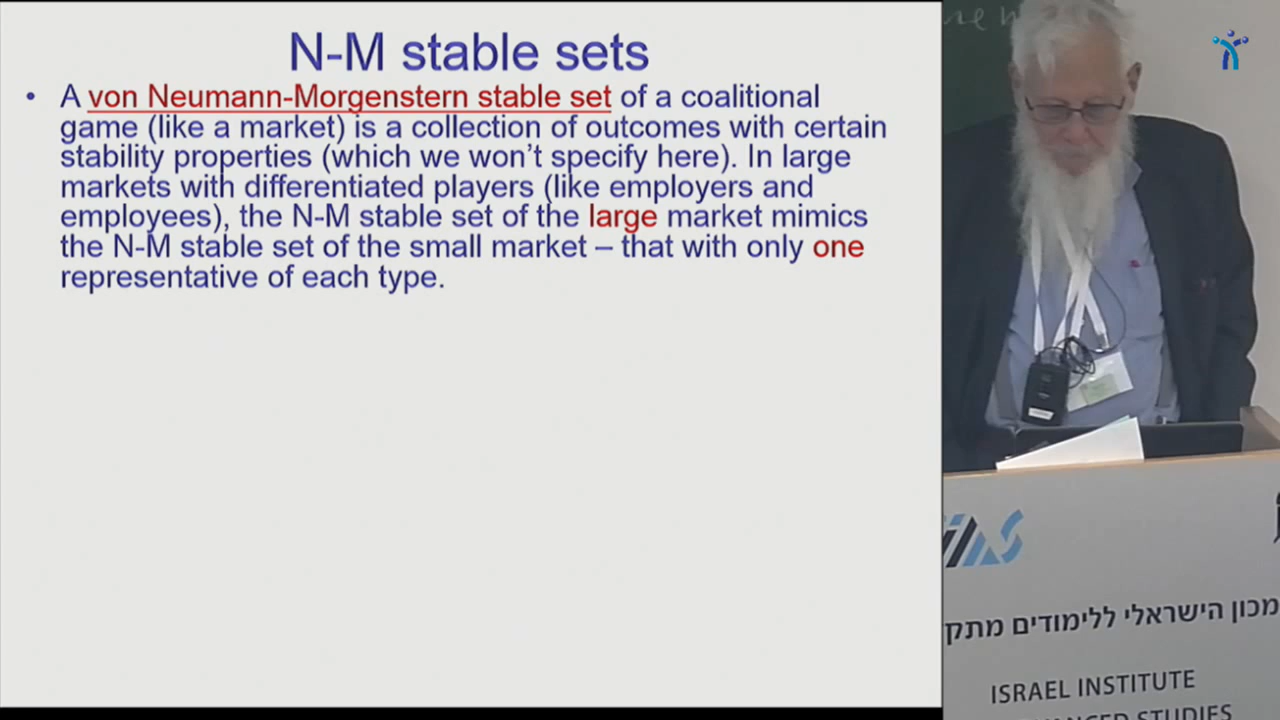 N-M stable sets
• A von Neumann-Morgenstern stable set of a coalitional
game (like a market) is a collection of outcomes with certain
stability properties (which we won't specify here). In large
markets with differentiated players (like employers and
employees), the N-M stable set of the large market mimics
the N-M stable set of the small market – that with only one
representative of each type.
IIAS
מכון הישראלי ללימודים מתק
ISRAEL INSTITUTE
STUDIES